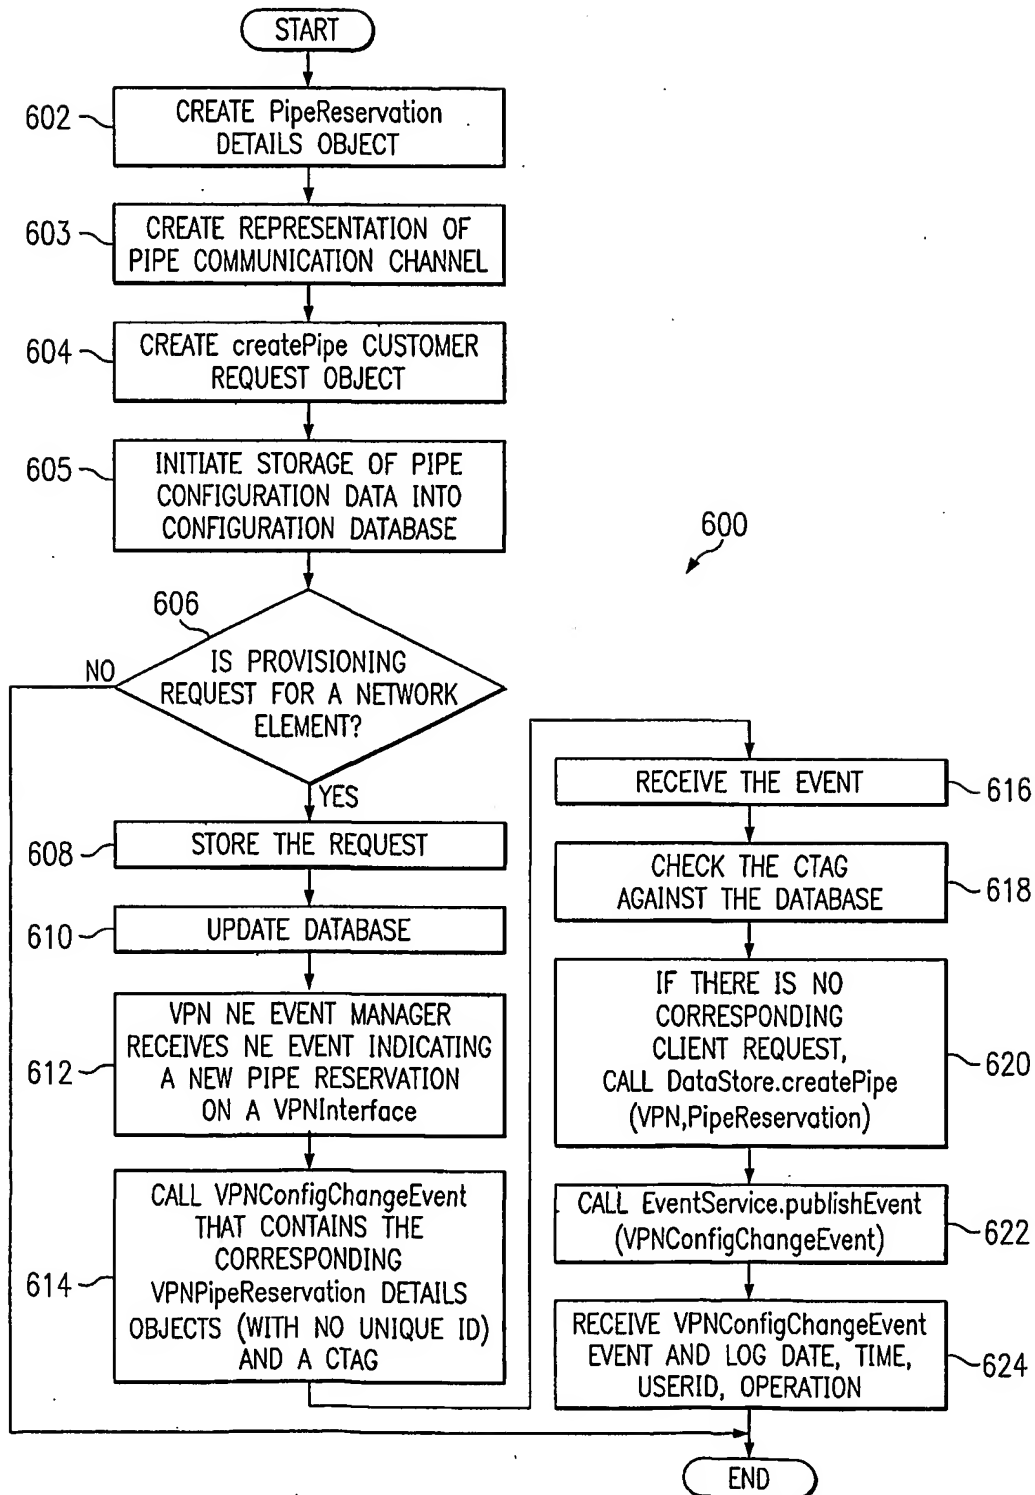 START
602
CREATE PipeReservation
DETAILS OBJECT
603
CREATE REPRESENTATION OF
PIPE COMMUNICATION CHANNEL
604
CREATE createPipe CUSTOMER
REQUEST OBJECT
605
INITIATE STORAGE OF PIPE
CONFIGURATION DATA INTO
CONFIGURATION DATABASE
600
606
IS PROVISIONING
REQUEST FOR A NETWORK
ELEMENT?
NO
YES
608
STORE THE REQUEST
610
UPDATE DATABASE
612
VPN NE EVENT MANAGER
RECEIVES NE EVENT INDICATING
A NEW PIPE RESERVATION
ON A VPNInterface
614
CALL VPNConfigChangeEvent
THAT CONTAINS THE
CORRESPONDING
VPNPipeReservation DETAILS
OBJECTS (WITH NO UNIQUE ID)
AND A CTAG
RECEIVE THE EVENT
616
CHECK THE CTAG
AGAINST THE DATABASE
618
IF THERE IS NO
CORRESPONDING
CLIENT REQUEST,
CALL DataStore.createPipe
(VPN,PipeReservation)
620
CALL EventService.publishEvent
(VPNConfigChangeEvent)
622
RECEIVE VPNConfigChangeEvent
EVENT AND LOG DATE, TIME,
USERID, OPERATION
624
END